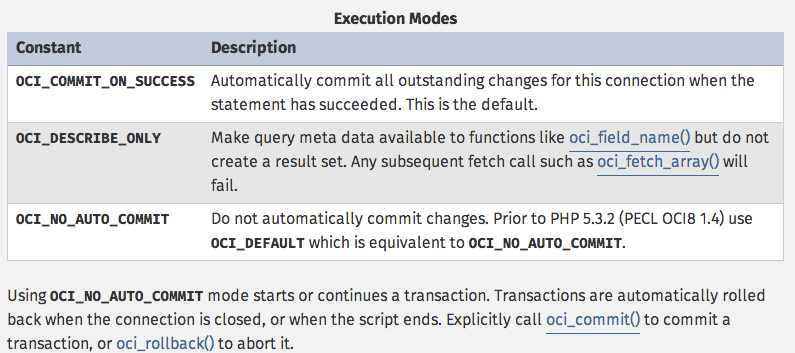 Execution Modes
Constant Description
OCI_COMMIT_ON_SUCCESS Automatically commit all outstanding changes for this connection when the
statement has succeeded. This is the default.
OCI_DESCRIBE_ONLY Make query meta data available to functions like oci_field_name() but do not
create a result set. Any subsequent fetch call such as oci_fetch_array() will
fail.
OCI_NO_AUTO_COMMIT Do not automatically commit changes. Prior to PHP 5.3.2 (PECL OCI8 1.4) use
OCI_DEFAULT which is equivalent to OCI_NO_AUTO_COMMIT.
Using OCI_NO_AUTO_COMMIT mode starts or continues a transaction. Transactions are automatically rolled
back when the connection is closed, or when the script ends. Explicitly call oci_commit() to commit a
transaction, or oci_rollback() to abort it.